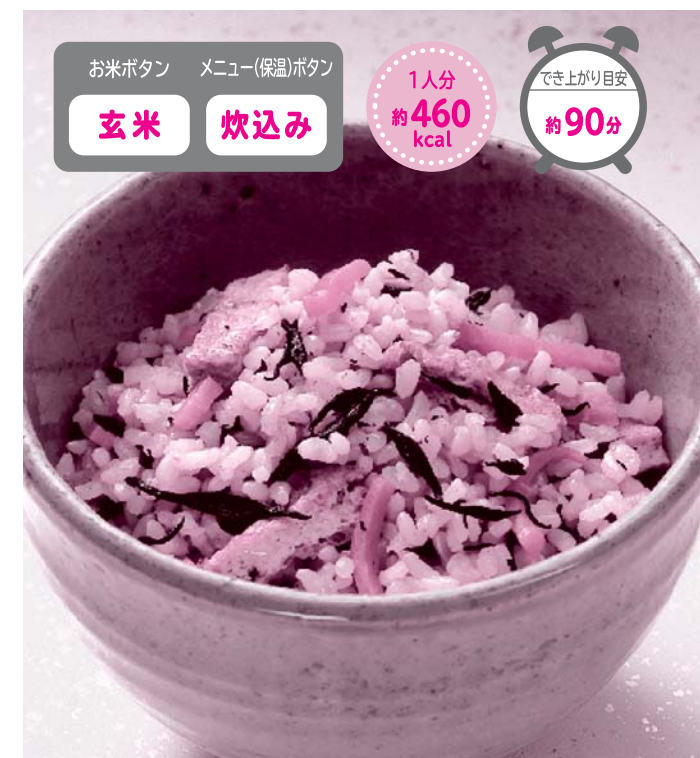 お米ボタン
メニュー(保温)ボタン
玄米
炊込み
1人分
約460
kcal
でき上がり目安
約90分